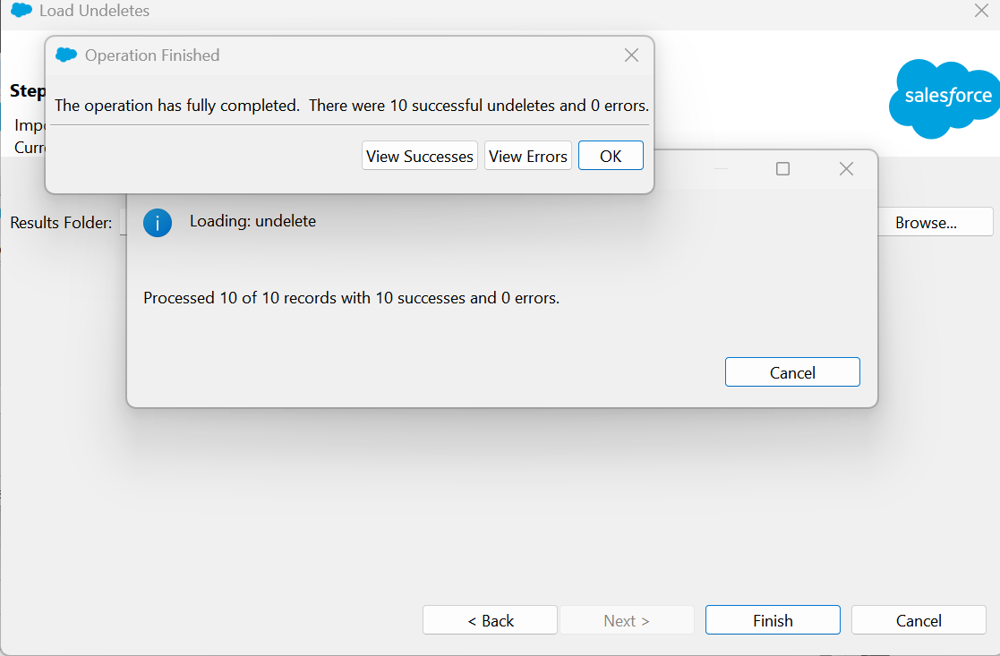 Load Undeletes
Operation Finished
Step
The operation has fully completed.  There were 10 successful undeletes and 0 errors.
salesforce
View Successes
View Errors
OK
Results Folder:
Loading: undelete
Browse...
Processed 10 of 10 records with 10 successes and 0 errors.
Cancel
< Back
Next >
Finish
Cancel